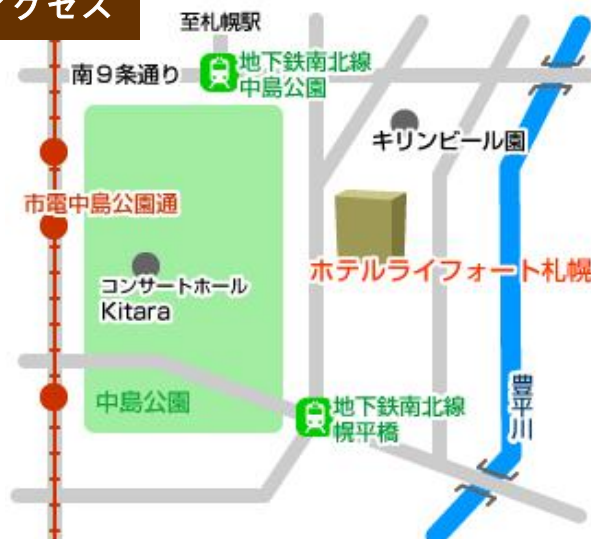 クセス
至札幌駅
南9条通り
地下鉄南北線
中島公園
キリンビール園
市電中島公園通
ホテルライフォート札幌
コンサートホール
Kitara
中島公園
地下鉄南北線
幌平橋
豊平川